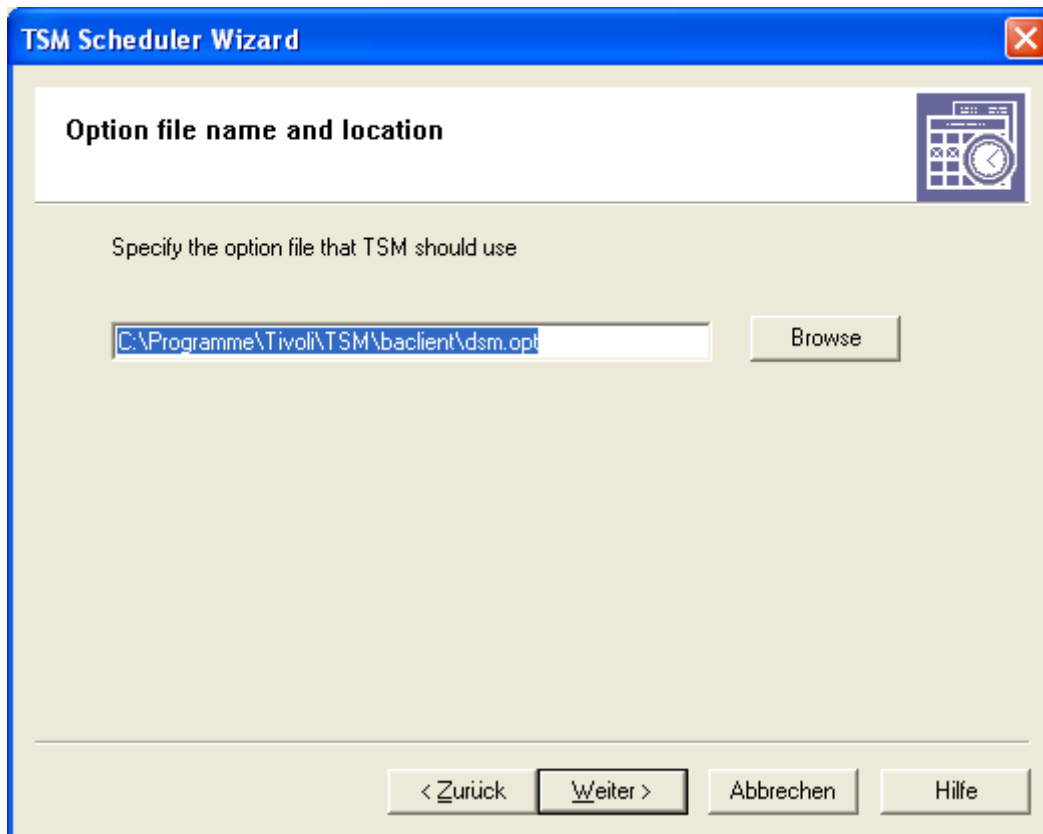 TSM Scheduler Wizard
Option file name and location
Specify the option file that TSM should use
C:\Programme\Tivoli\TSM\baclient\dsm.opt
Browse
< Zurück
Weiter >
Abbrechen
Hilfe